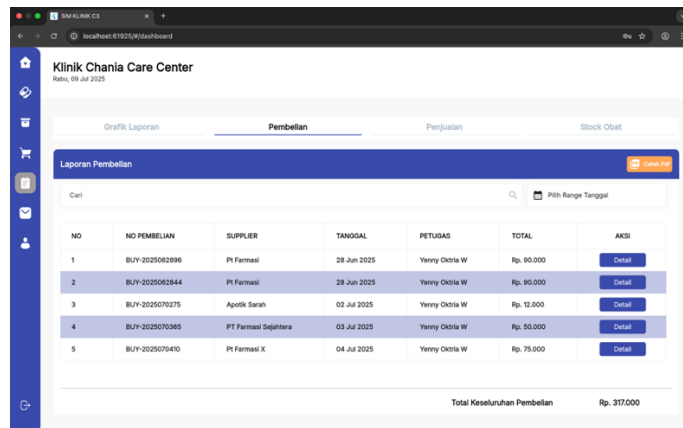 SIM KLINIK C3
localhost:61925/#/dashboard
Klinik Chania Care Center
Rabu, 09 Jul 2025
Grafik Laporan Pembelian Penjualan Stock Obat
Laporan Pembelian Cetak Pdf
Cari Pilih Range Tanggal
NO NO PEMBELIAN SUPPLIER TANGGAL PETUGAS TOTAL AKSI
1 BUY-2025062896 Pt Farmasi 28 Jun 2025 Yenny Oktria W Rp. 90.000 Detail
2 BUY-2025062844 Pt Farmasi 28 Jun 2025 Yenny Oktria W Rp. 90.000 Detail
3 BUY-2025070275 Apotik Sarah 02 Jul 2025 Yenny Oktria W Rp. 12.000 Detail
4 BUY-2025070365 PT Farmasi Sejahtera 03 Jul 2025 Yenny Oktria W Rp. 50.000 Detail
5 BUY-2025070410 Pt Farmasi X 04 Jul 2025 Yenny Oktria W Rp. 75.000 Detail
Total Keseluruhan Pembelian Rp. 317.000